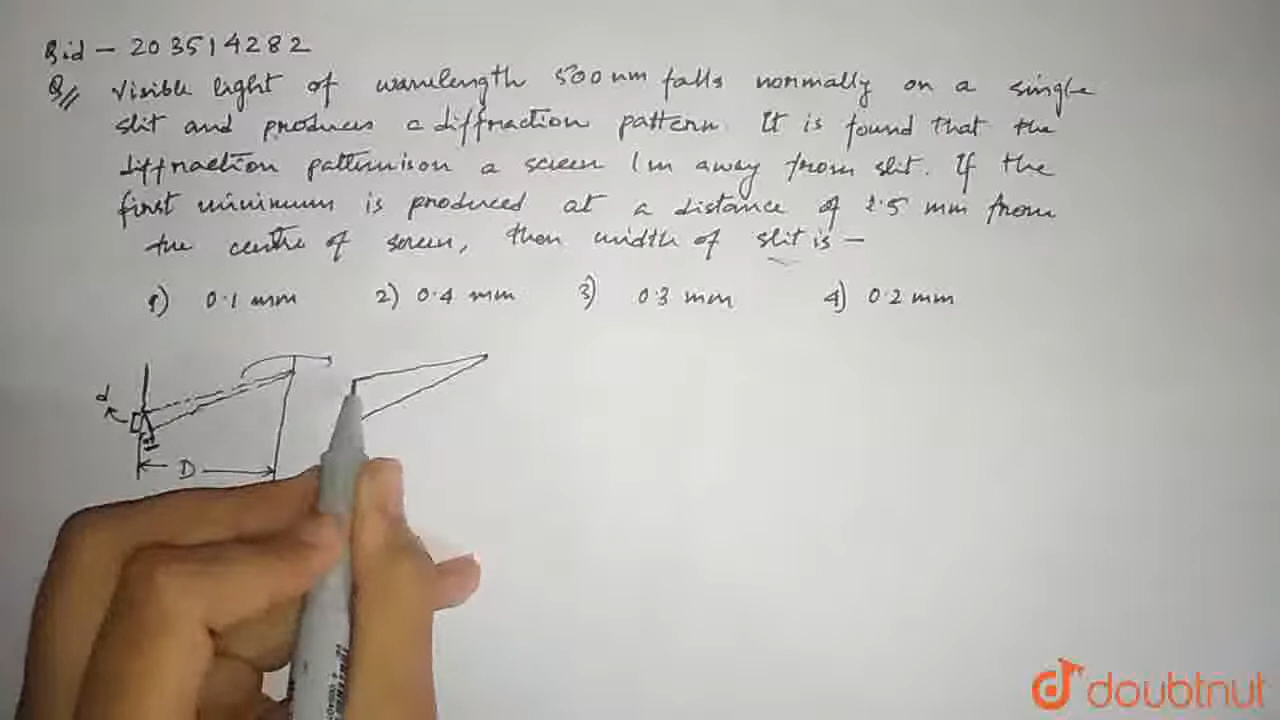 Qid - 203514282
Q// Visible light of wavelength 500 nm falls normally on a single
slit and produces a diffraction pattern. It is found that the
diffraction pattern is on a screen 1m away from slit. If the
first minimum is produced at a distance of 2.5 mm from
the centre of screen, then width of slit is -
1) 0.1 mm 2) 0.4 mm 3) 0.3 mm 4) 0.2 mm
d
D
doubtnut